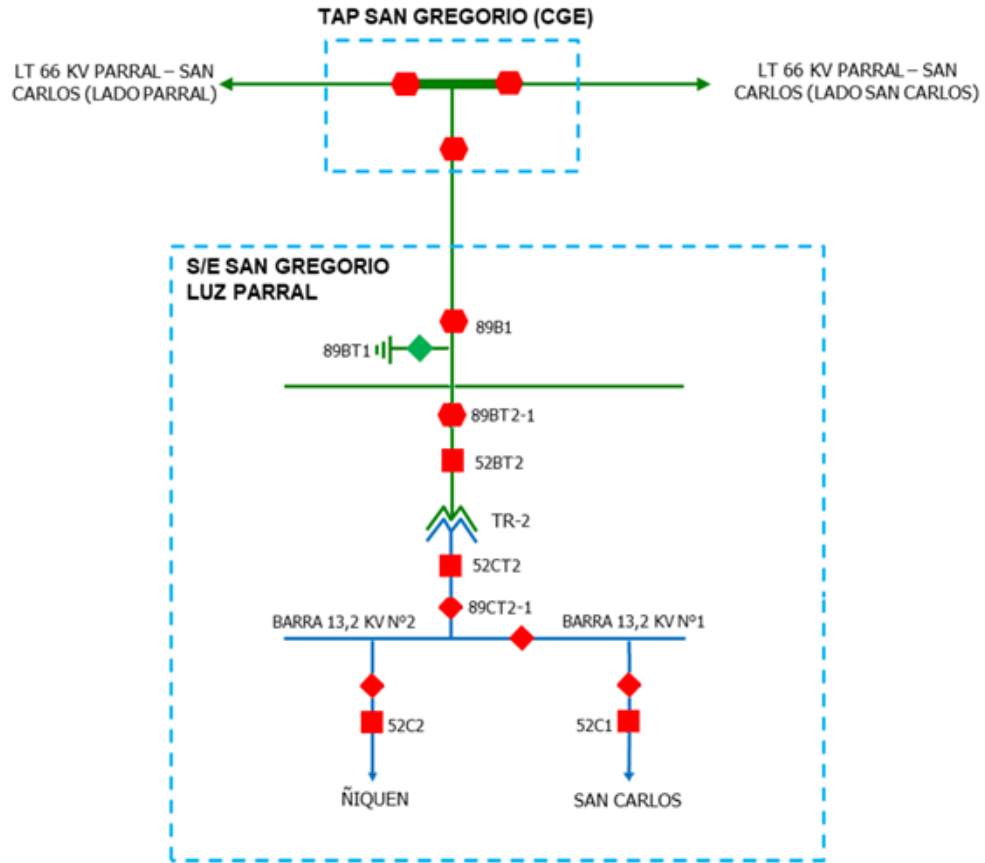 TAP SAN GREGORIO (CGE)
LT 66 KV PARRAL – SAN
CARLOS (LADO PARRAL)
LT 66 KV PARRAL – SAN
CARLOS (LADO SAN CARLOS)
S/E SAN GREGORIO
LUZ PARRAL
89B1
89BT1
89BT2-1
52BT2
TR-2
52CT2
89CT2-1
BARRA 13,2 KV Nº2
BARRA 13,2 KV Nº1
52C2
52C1
ÑIQUEN
SAN CARLOS